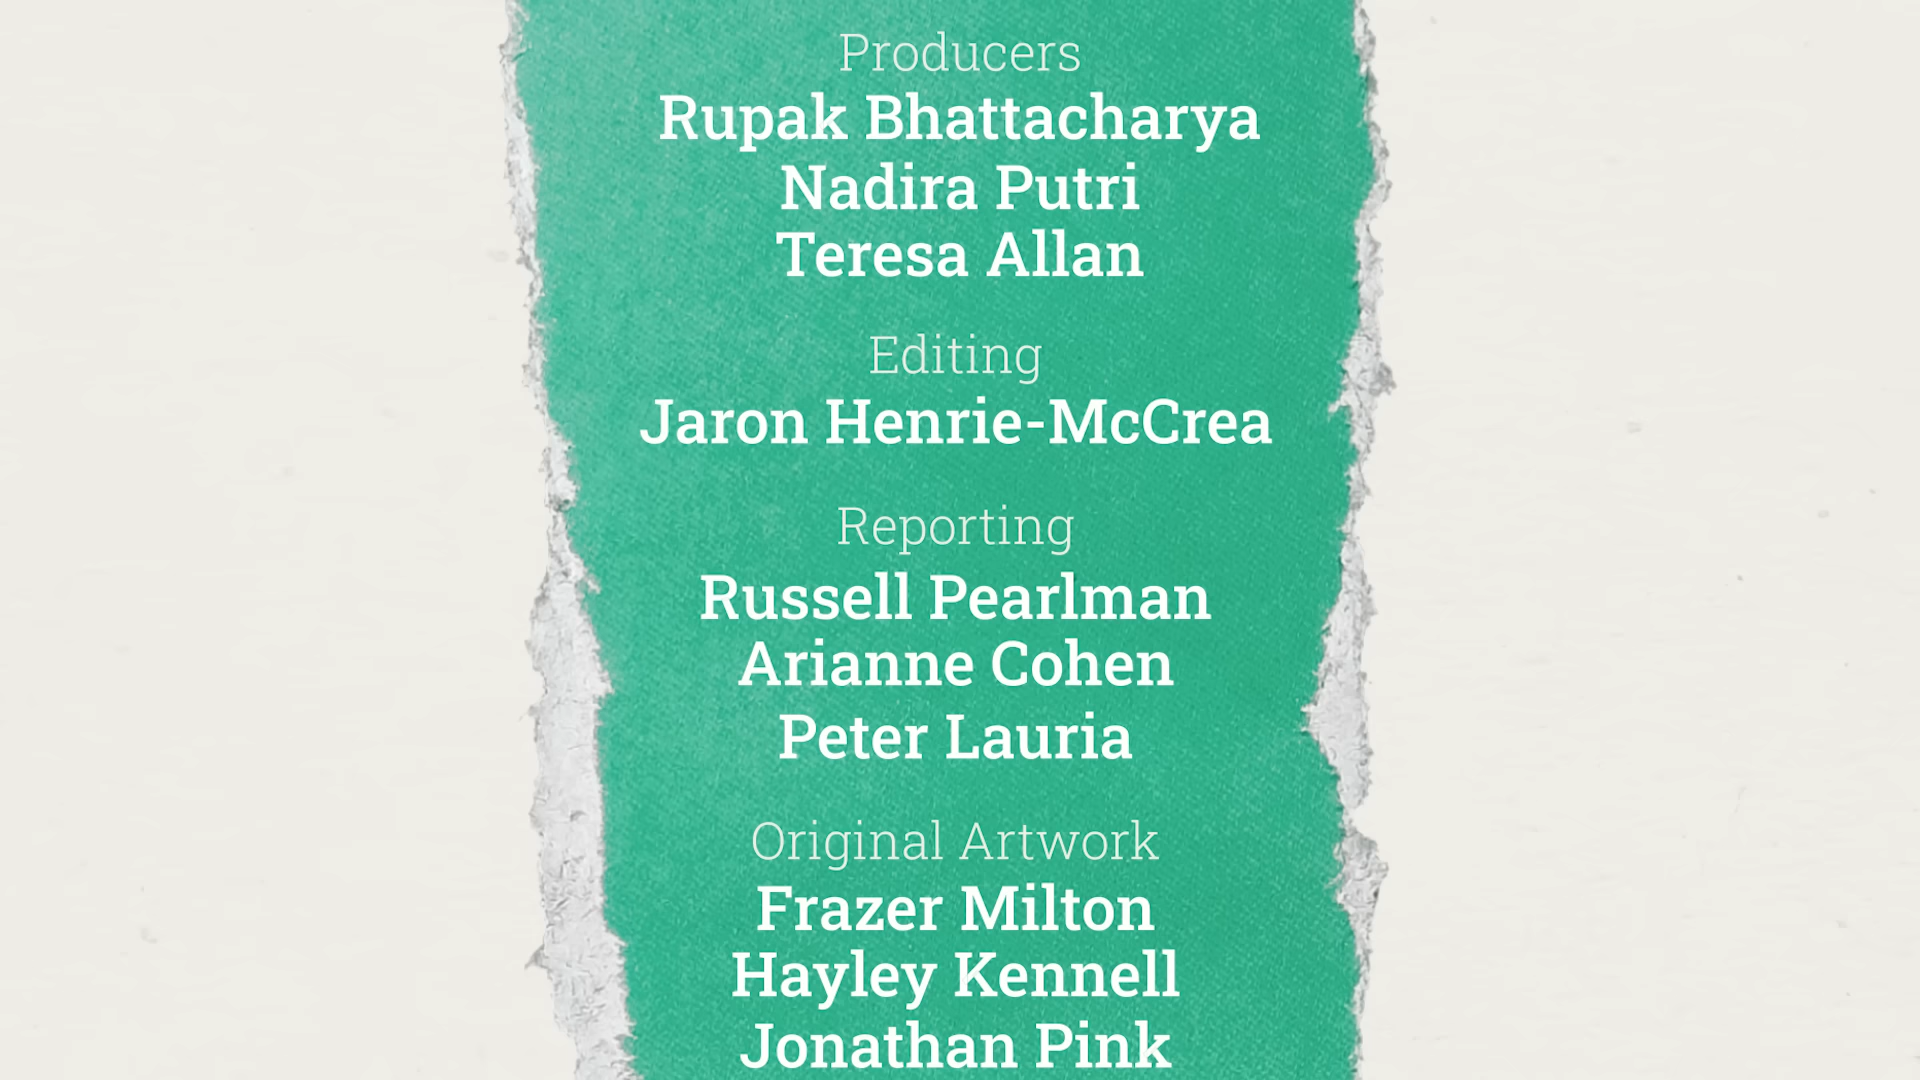 Producers
Rupak Bhattacharya
Nadira Putri
Teresa Allan
Editing
Jaron Henrie-McCrea
Reporting
Russell Pearlman
Arianne Cohen
Peter Lauria
Original Artwork
Frazer Milton
Hayley Kennell
Jonathan Pink